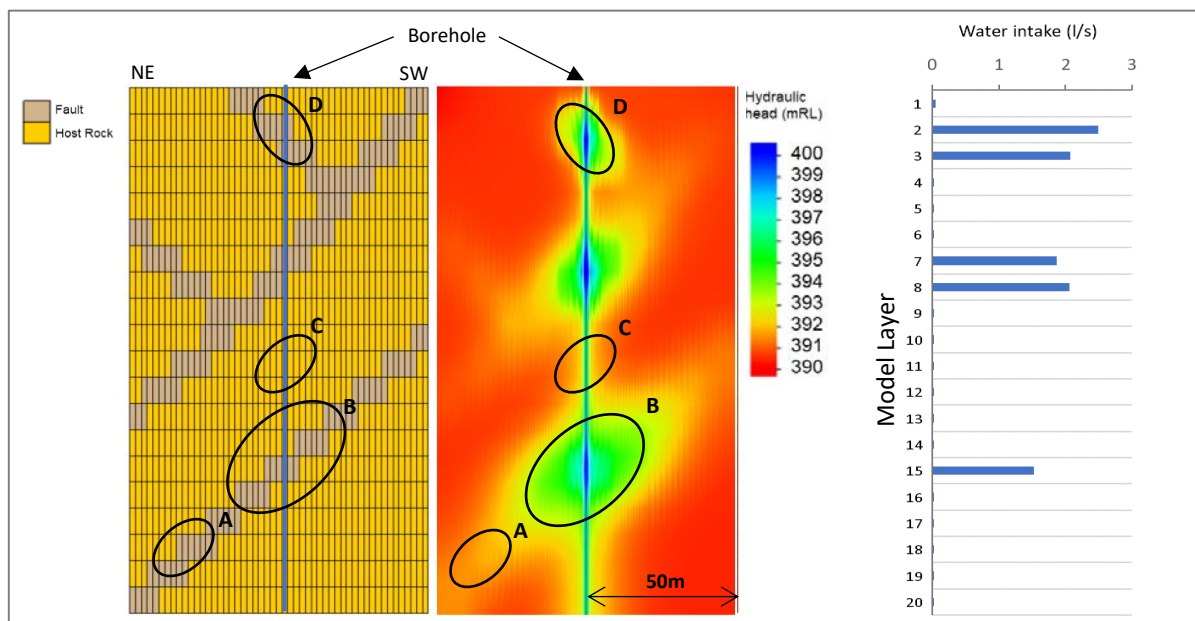 Borehole
NE
SW
Fault
Host Rock
D
C
B
A
D
C
B
A
50m
Hydraulic
head (mRL)
400
399
398
397
396
395
394
393
392
391
390
Water intake (l/s)
0 1 2 3
Model Layer
1
2
3
4
5
6
7
8
9
10
11
12
13
14
15
16
17
18
19
20